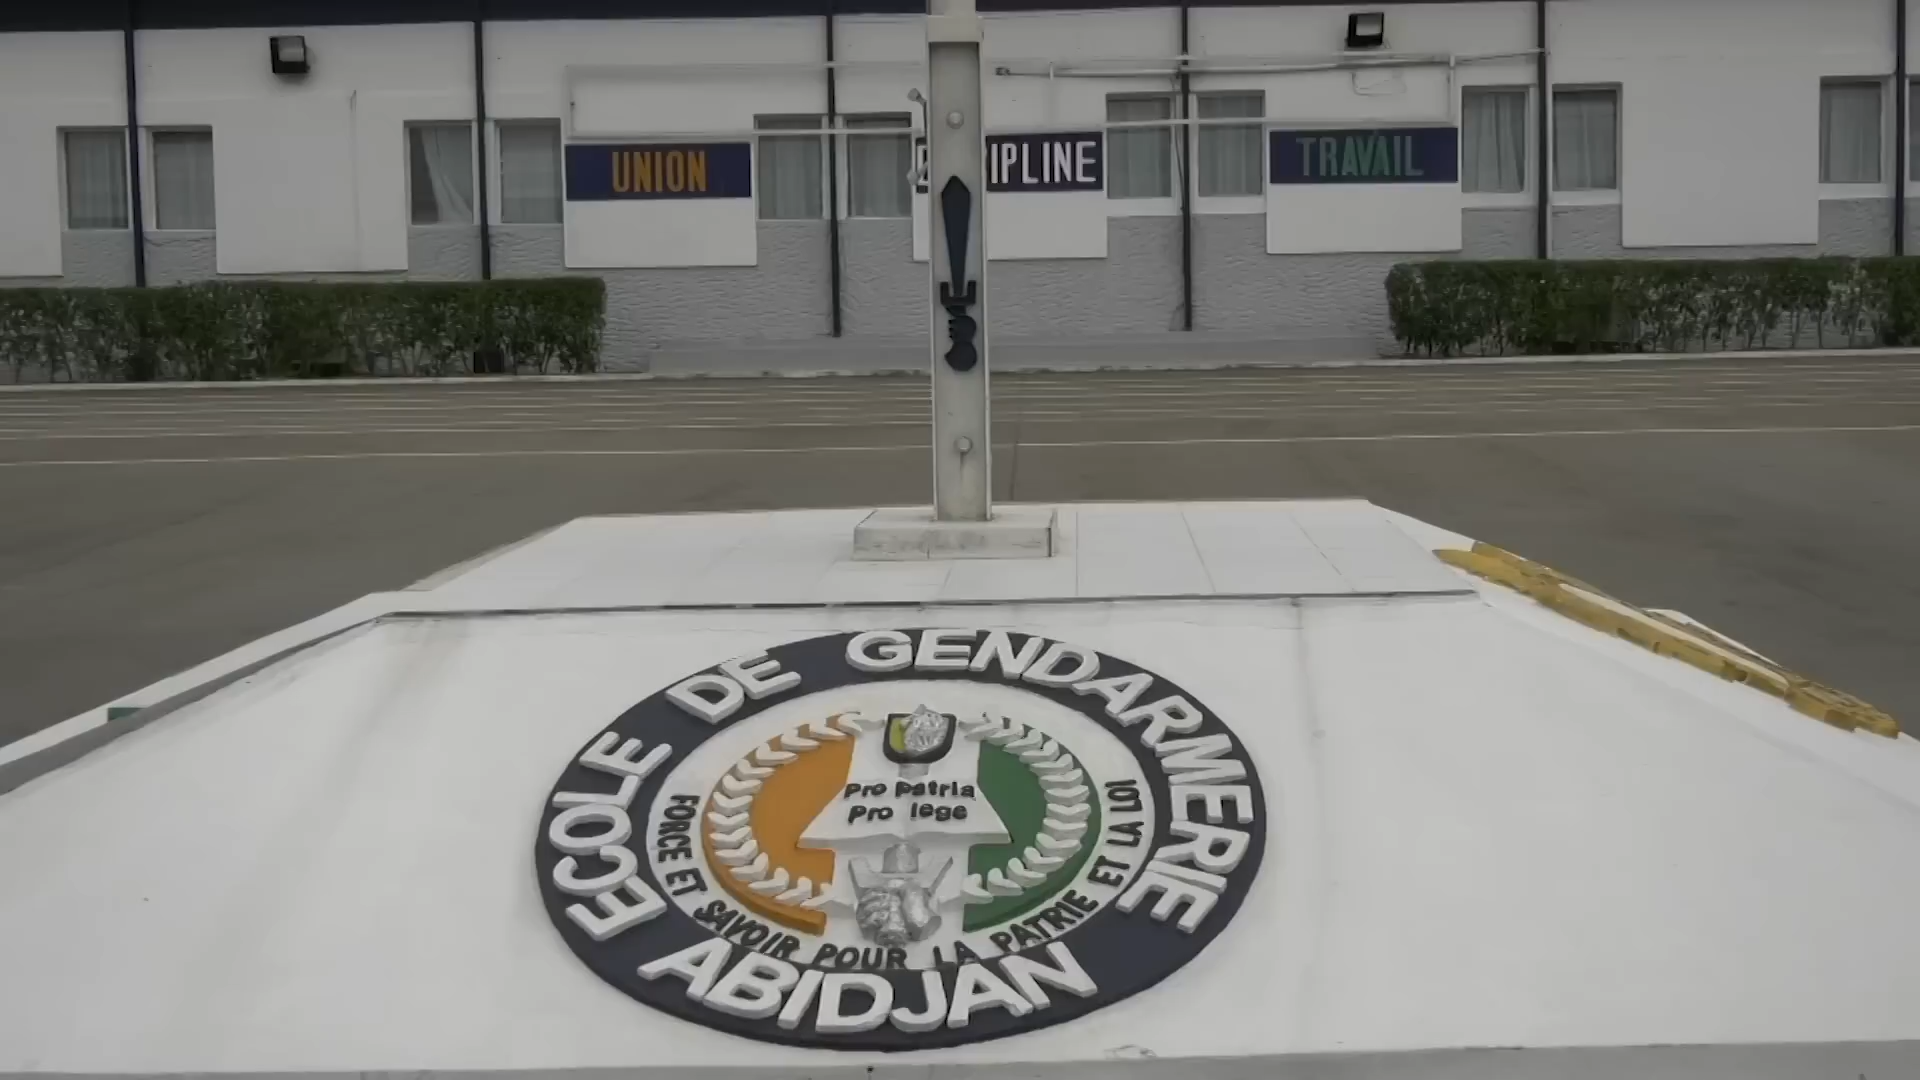 UNION
DISCIPLINE
TRAVAIL
ECOLE DE GENDARMERIE
Pro Patria
Pro lege
FORCE ET SAVOIR POUR LA PATRIE ET LA LOI
ABIDJAN